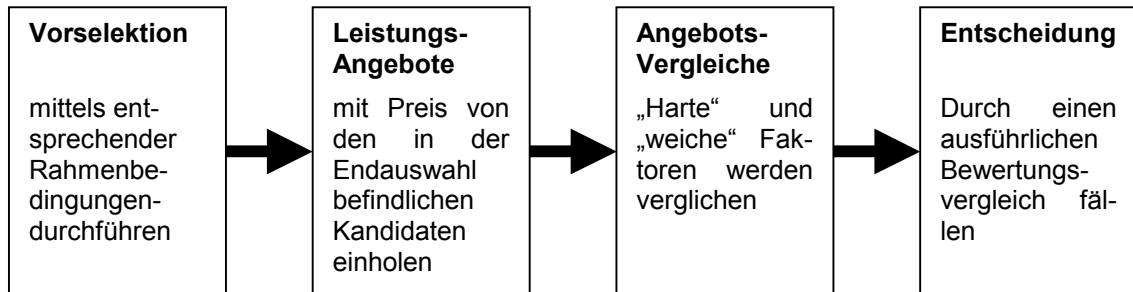 Vorselektion
mittels ent-
sprechender
Rahmenbe-
dingungen-
durchführen
Leistungs-
Angebote
mit Preis von
den in der
Endauswahl
befindlichen
Kandidaten
einholen
Angebots-
Vergleiche
„Harte“ und
„weiche“ Fak-
toren werden
verglichen
Entscheidung
Durch einen
ausführlichen
Bewertungs-
vergleich fäl-
len